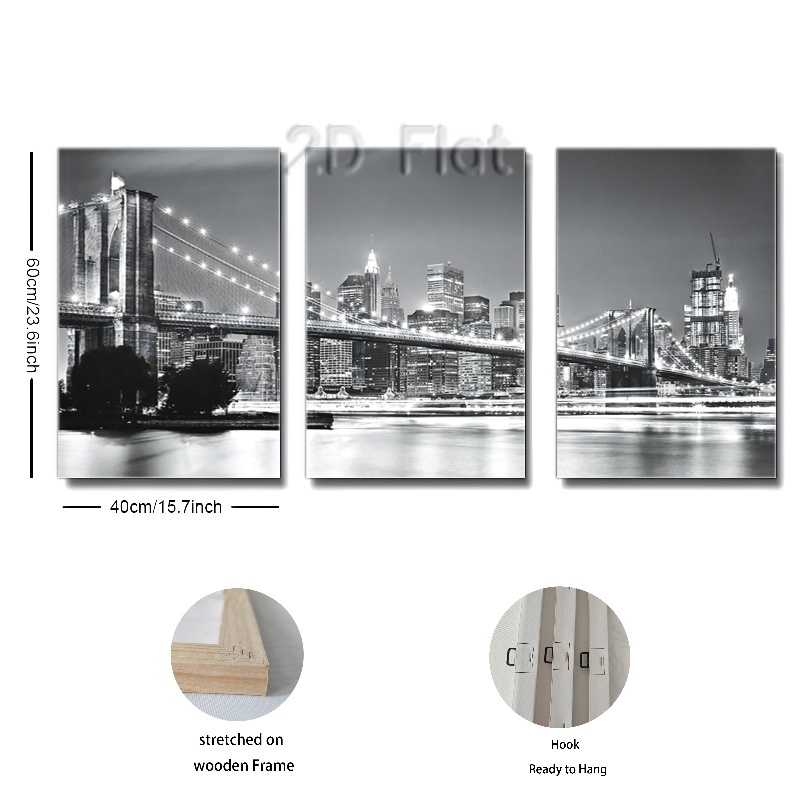 2D Flat
60cm/23.6inch
40cm/15.7inch
stretched on
wooden Frame
Hook
Ready to Hang